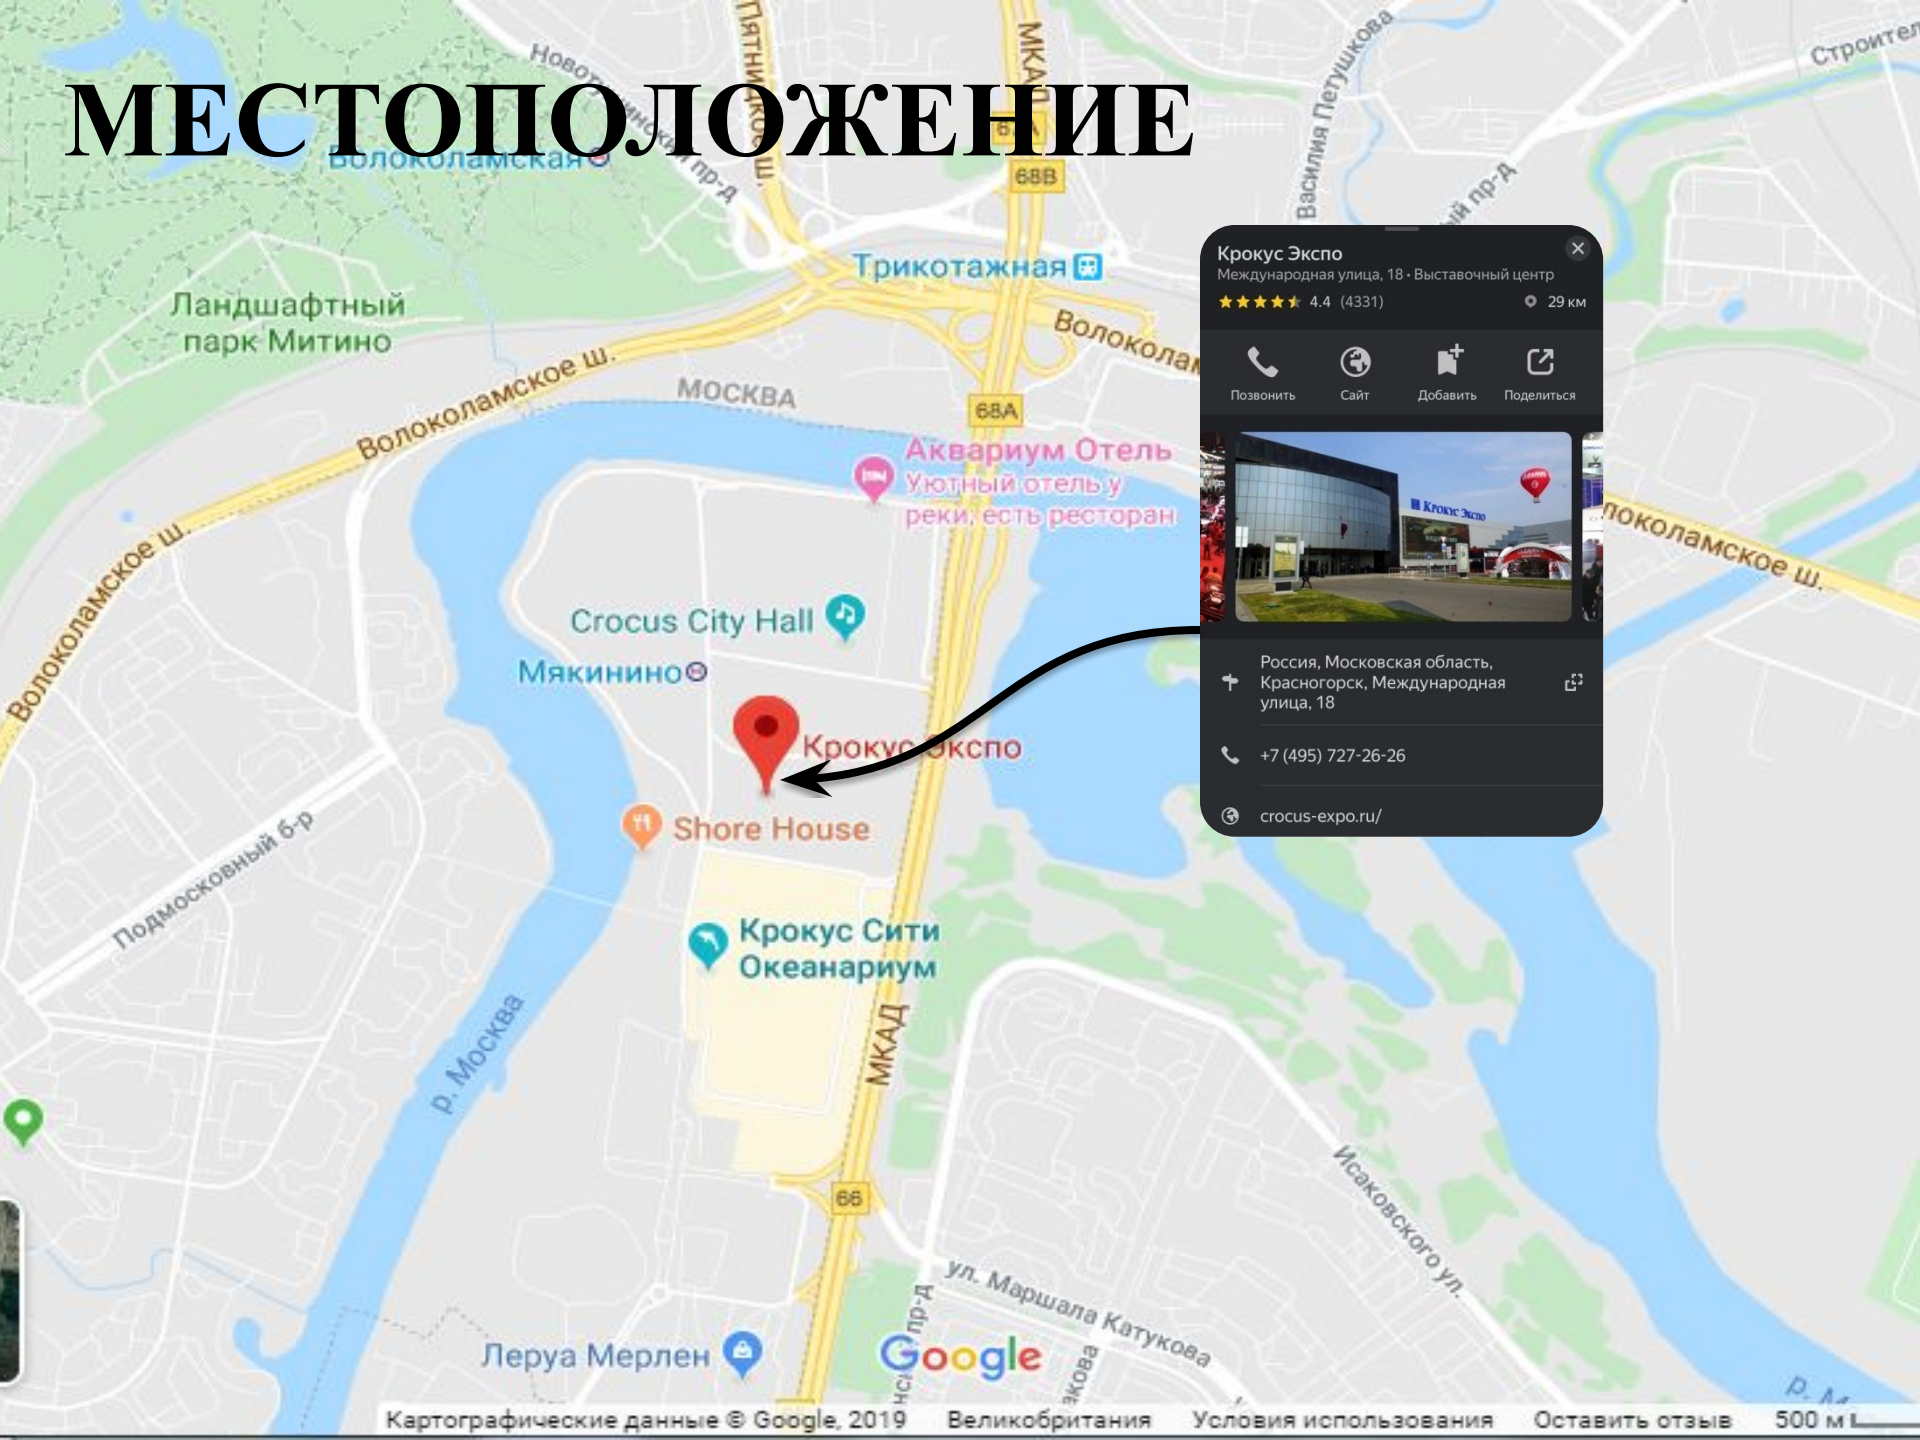 МЕСТОПОЛОЖЕНИЕ
Пятницкое ш.
МКАД
Василия Петушкова
Волоколамская
68В
Трикотажная
Ландшафтный
парк Митино
Волоколамское ш.
МОСКВА
68А
Аквариум Отель
Уютный отель у
реки, есть ресторан
Волоколамское ш.
Crocus City Hall
Мякинино
Крокус Экспо
Shore House
Подмосковный б-р
Крокус Сити
Океанариум
р. Москва
МКАД
66
Исаковского ул.
ул. Маршала Катукова
Леруа Мерлен
Google
Картографические данные © Google, 2019 Великобритания Условия использования Оставить отзыв 500 м
Крокус Экспо
Международная улица, 18 • Выставочный центр
4.4 (4331) 29 км
Позвонить Сайт Добавить Поделиться
Крокус Экспо
Россия, Московская область,
Красногорск, Международная
улица, 18
+7 (495) 727-26-26
crocus-expo.ru/